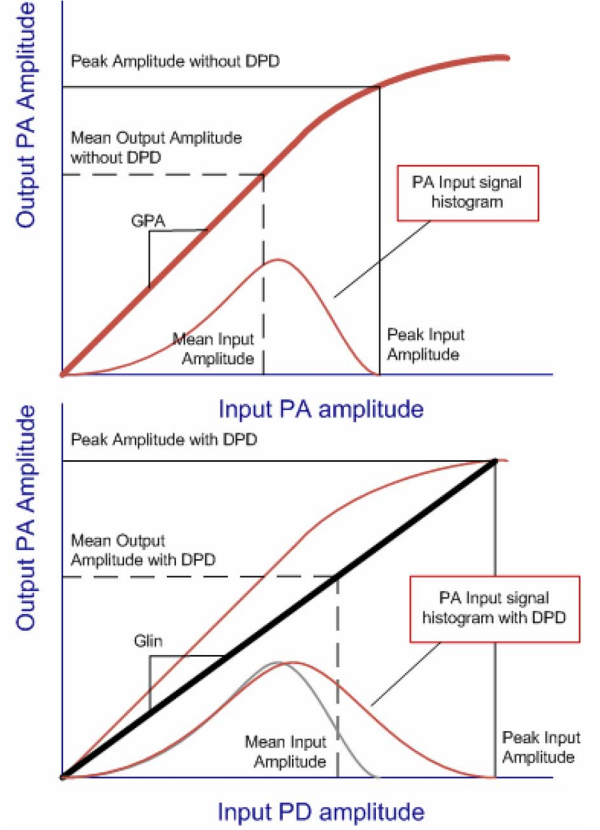 Output PA Amplitude
Peak Amplitude without DPD
Mean Output Amplitude
without DPD
GPA
PA Input signal
histogram
Mean Input
Amplitude
Peak Input
Amplitude
Input PA amplitude
Output PA Amplitude
Peak Amplitude with DPD
Mean Output
Amplitude with DPD
Glin
PA Input signal
histogram with DPD
Mean Input
Amplitude
Peak Input
Amplitude
Input PD amplitude